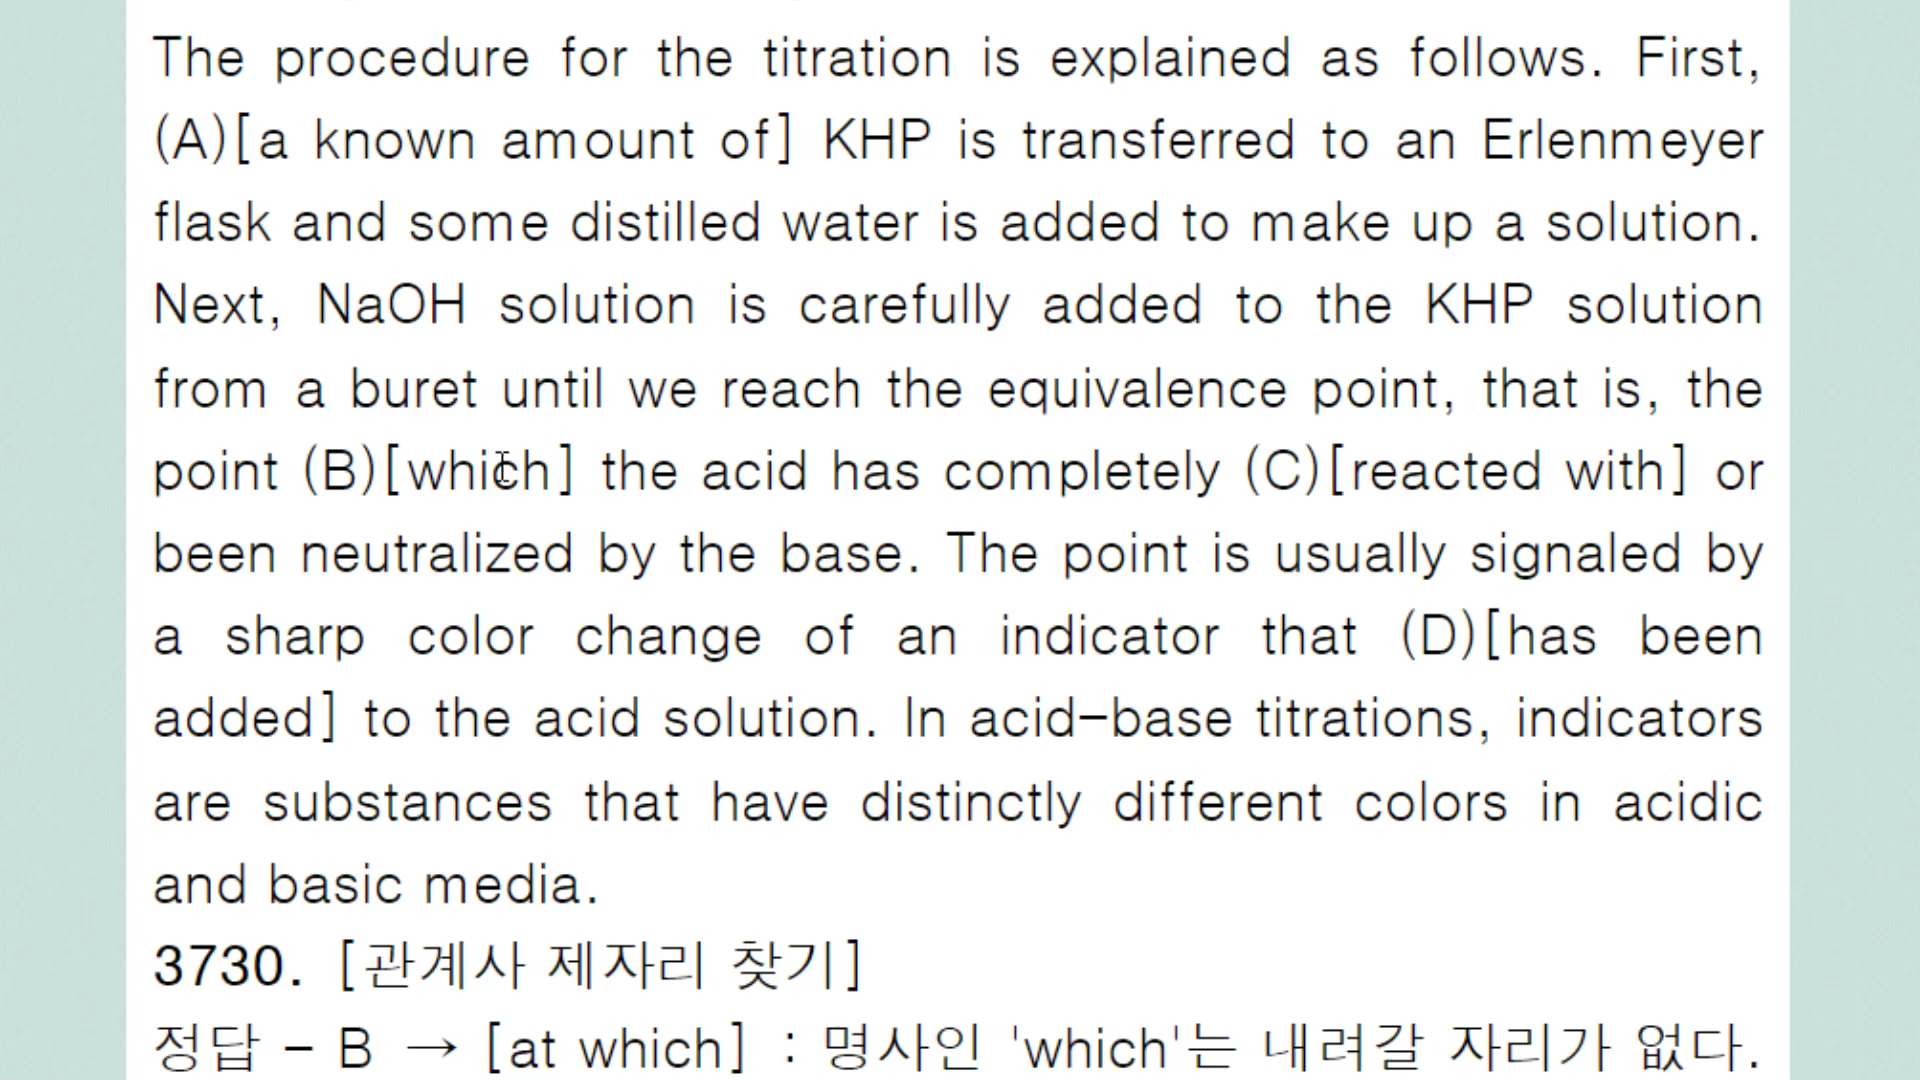 The procedure for the titration is explained as follows. First,
(A)[a known amount of] KHP is transferred to an Erlenmeyer
flask and some distilled water is added to make up a solution.
Next, NaOH solution is carefully added to the KHP solution
from a buret until we reach the equivalence point, that is, the
point (B)[which] the acid has completely (C)[reacted with] or
been neutralized by the base. The point is usually signaled by
a sharp color change of an indicator that (D)[has been
added] to the acid solution. In acid-base titrations, indicators
are substances that have distinctly different colors in acidic
and basic media.
3730. [관계사 제자리 찾기]
정답 - B → [at which] : 명사인 'which'는 내려갈 자리가 없다.